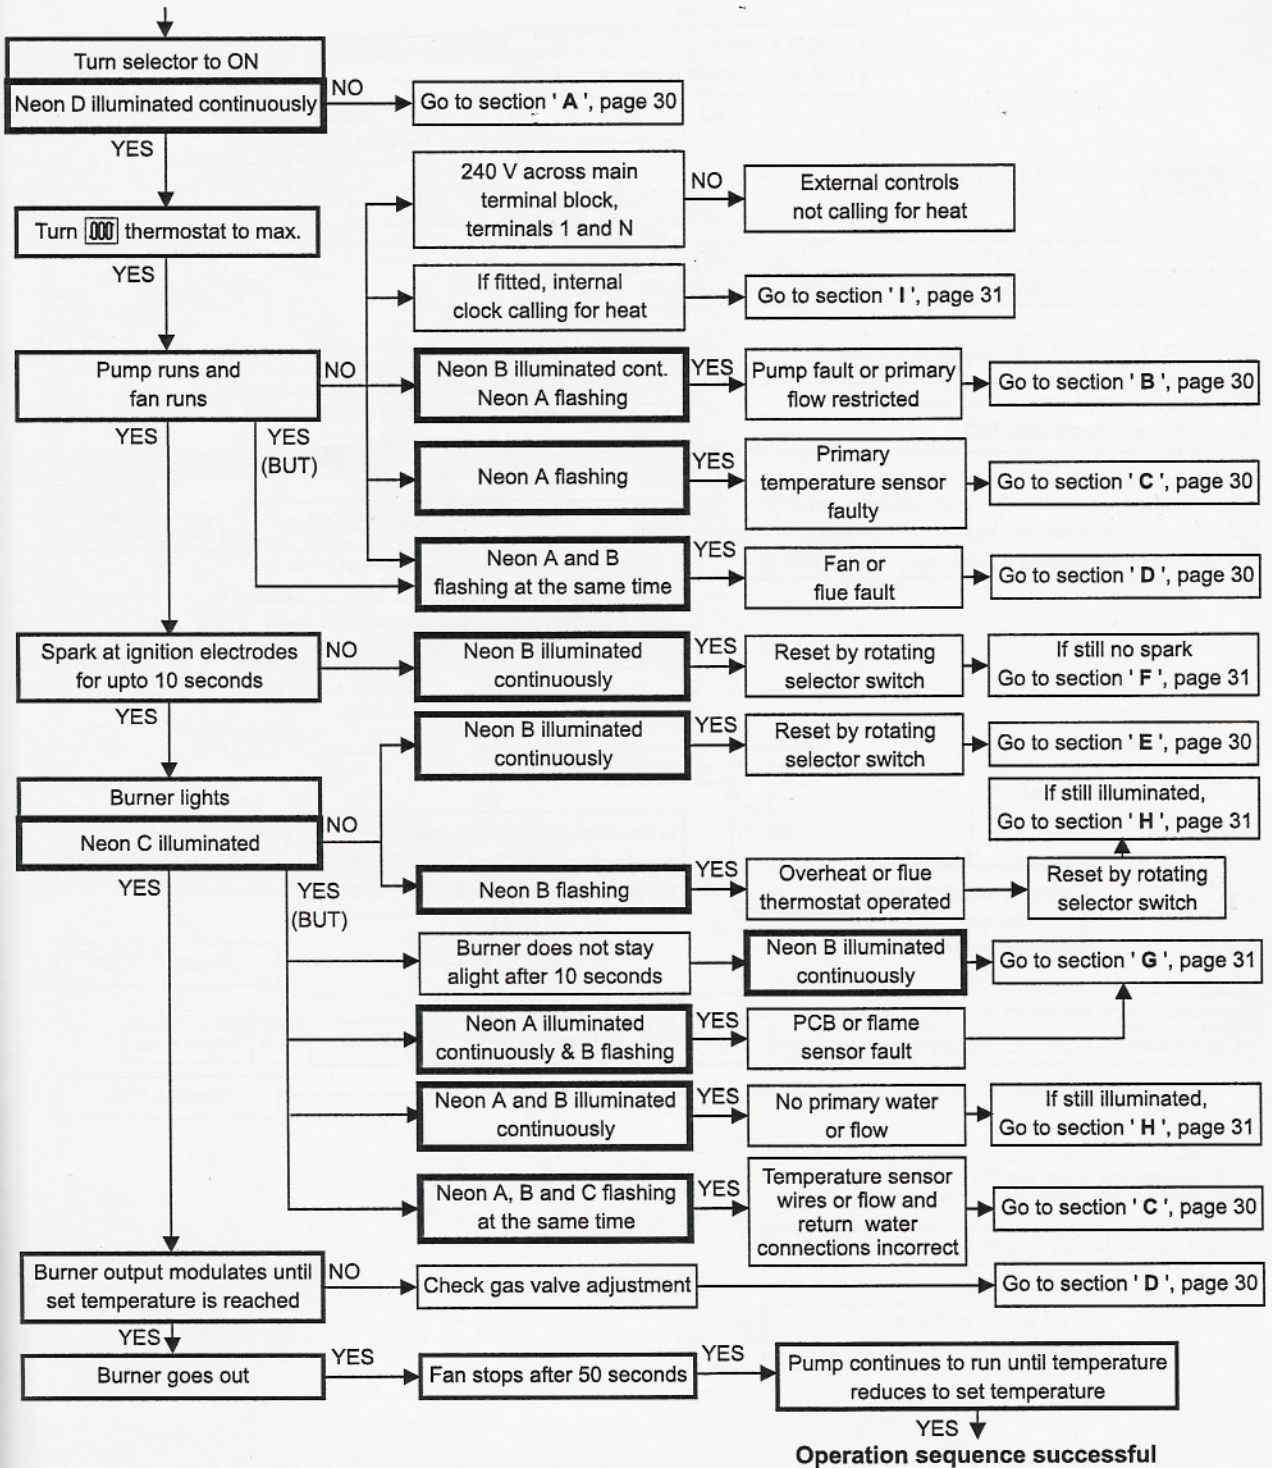 Turn selector to ON
Neon D illuminated continuously
NO
Go to section ' A ', page 30
YES
Turn thermostat to max.
YES
240 V across main
terminal block,
terminals 1 and N
NO
External controls
not calling for heat
If fitted, internal
clock calling for heat
Go to section ' I ', page 31
Pump runs and
fan runs
NO
Neon B illuminated cont.
Neon A flashing
YES
Pump fault or primary
flow restricted
Go to section ' B ', page 30
YES
YES
(BUT)
Neon A flashing
YES
Primary
temperature sensor
faulty
Go to section ' C ', page 30
Neon A and B
flashing at the same time
YES
Fan or
flue fault
Go to section ' D ', page 30
Spark at ignition electrodes
for upto 10 seconds
NO
Neon B illuminated
continuously
YES
Reset by rotating
selector switch
If still no spark
Go to section ' F ', page 31
YES
Neon B illuminated
continuously
YES
Reset by rotating
selector switch
Go to section ' E ', page 30
Burner lights
Neon C illuminated
NO
If still illuminated,
Go to section ' H ', page 31
Neon B flashing
YES
Overheat or flue
thermostat operated
Reset by rotating
selector switch
YES
YES
(BUT)
Burner does not stay
alight after 10 seconds
Neon B illuminated
continuously
Go to section ' G ', page 31
Neon A illuminated
continuously & B flashing
YES
PCB or flame
sensor fault
Neon A and B illuminated
continuously
YES
No primary water
or flow
If still illuminated,
Go to section ' H ', page 31
Neon A, B and C flashing
at the same time
YES
Temperature sensor
wires or flow and
return water
connections incorrect
Go to section ' C ', page 30
Burner output modulates until
set temperature is reached
NO
Check gas valve adjustment
Go to section ' D ', page 30
YES
Burner goes out
YES
Fan stops after 50 seconds
YES
Pump continues to run until temperature
reduces to set temperature
YES
Operation sequence successful